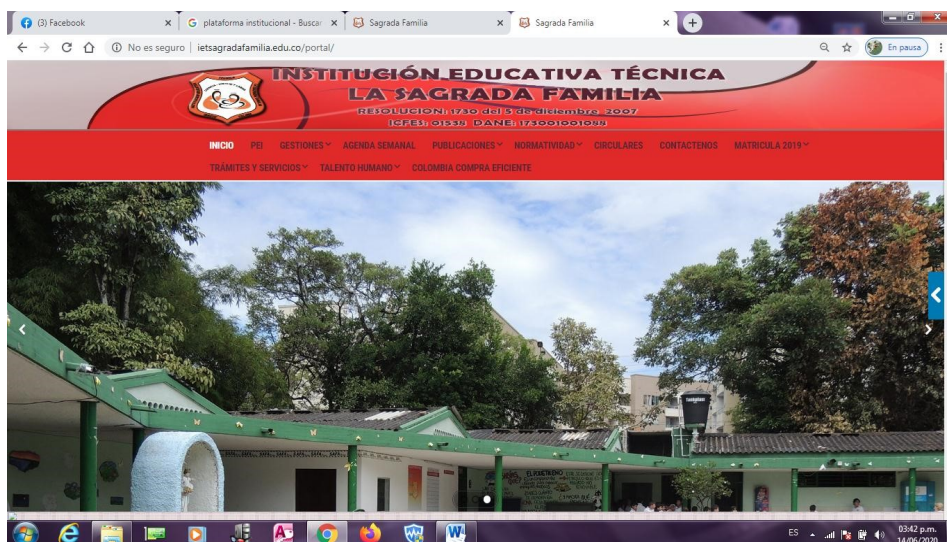 (3) Facebook
plataforma institucional - Buscar
Sagrada Familia
Sagrada Familia
No es seguro | ietsagradafamilia.edu.co/portal/
En pausa
INSTITUCIÓN EDUCATIVA TÉCNICA
LA SAGRADA FAMILIA
RESOLUCION: 1730 del 5 de diciembre 2007
ICFES: 01538 DANE: 173001001088
INICIO PEI GESTIONES AGENDA SEMANAL PUBLICACIONES NORMATIVIDAD CIRCULARES CONTACTENOS MATRICULA 2019
TRÁMITES Y SERVICIOS TALENTO HUMANO COLOMBIA COMPRA EFICIENTE
ES
03:42 p.m.
14/06/2020